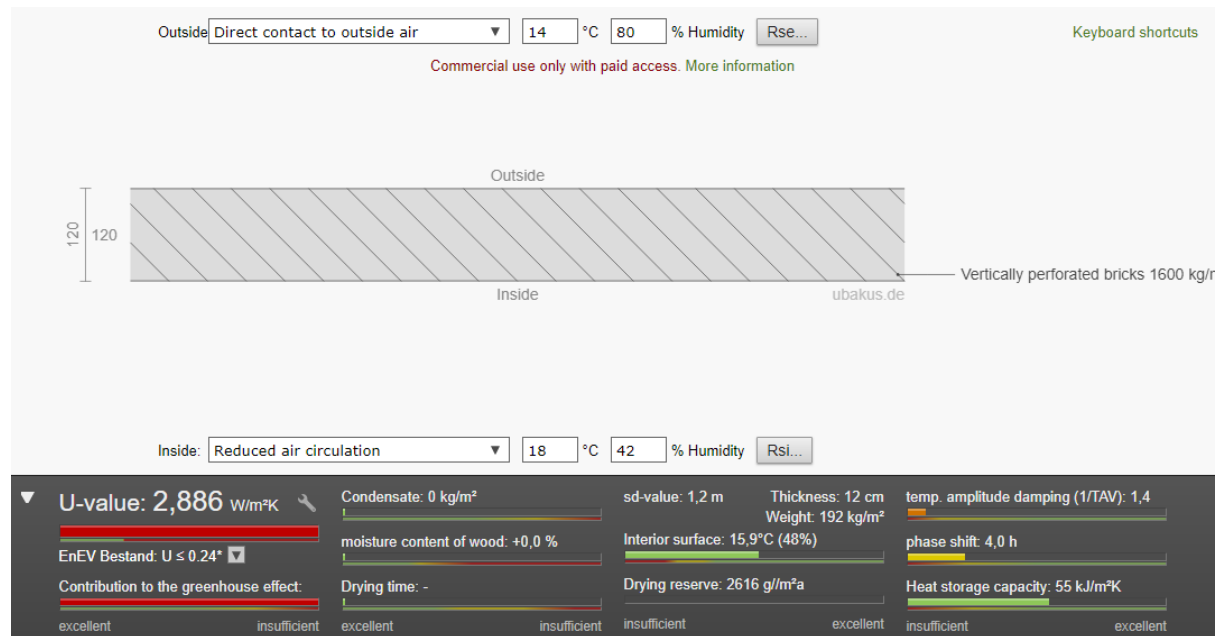 Outside Direct contact to outside air ▼ 14 °C 80 % Humidity Rse... Keyboard shortcuts
Commercial use only with paid access. More information
Outside
120 120
Vertically perforated bricks 1600 kg/r
Inside ubakus.de
Inside: Reduced air circulation ▼ 18 °C 42 % Humidity Rsi...
U-value: 2,886 W/m²K
EnEV Bestand: U ≤ 0.24*
Contribution to the greenhouse effect:
excellent insufficient
Condensate: 0 kg/m²
moisture content of wood: +0,0 %
Drying time: -
excellent insufficient
sd-value: 1,2 m Thickness: 12 cm
Weight: 192 kg/m²
Interior surface: 15,9°C (48%)
Drying reserve: 2616 g//m²a
insufficient excellent
temp. amplitude damping (1/TAV): 1,4
phase shift: 4,0 h
Heat storage capacity: 55 kJ/m²K
insufficient excellent